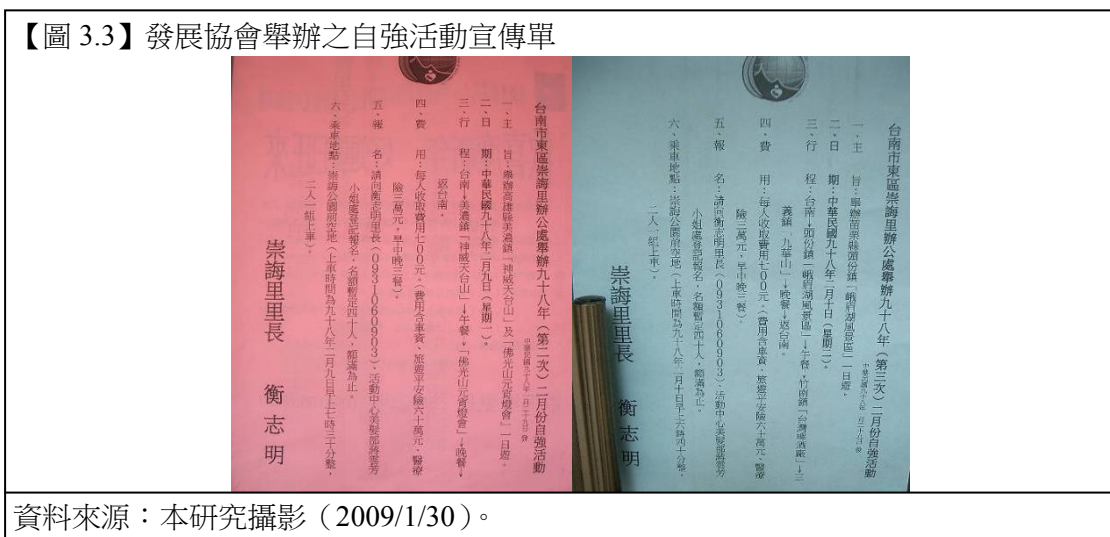 【圖 3.3】發展協會舉辦之自強活動宣傳單
台南市東區崇誨里辦公處舉辦九十八年（第二次）二月份自強活動
一、主　旨：舉辦高雄縣美濃鎮「神威天台山」及「佛光山元宵燈會」一日遊。
二、日　期：中華民國九十八年二月九日（星期一）。
三、行　程：台南→美濃鎮「神威天台山」→午餐。「佛光山元宵燈會」→晚餐→
返台南。
四、費　用：每人收取費用七00元。（費用含車資、旅遊平安險六十萬元、醫療
險三萬元，早中晚三餐）。
五、報　名：請向衡志明里長（0931060903）、活動中心美髮部蔣雲芳
小姐處登記報名，名額暫定四十人，額滿為止。
六、乘車地點：崇誨公園前空地（上車時間為九十八年二月九日早上七時三十分整，
二人一組上車）。
崇誨里里長　衡志明
台南市東區崇誨里辦公處舉辦九十八年（第三次）二月份自強活動
一、主　旨：舉辦苗栗縣頭份鎮「峨眉湖風景區」一日遊。
二、日　期：中華民國九十八年二月十日（星期二）。
三、行　程：台南→頭份鎮「峨眉湖風景區」→午餐，竹南鎮「台灣啤酒廠」→三
義鎮「九華山」→晚餐→返台南。
四、費　用：每人收取費用七00元。（費用含車資、旅遊平安險六十萬元、醫療
險三萬元，早中晚三餐）。
五、報　名：請向衡志明里長（0931060903）、活動中心美髮部蔣雲芳
小姐處登記報名，名額暫定四十人，額滿為止。
六、乘車地點：崇誨公園前空地（上車時間為九十八年二月十日早上六時四十分整，
二人一組上車）。
崇誨里里長　衡志明
資料來源：本研究攝影（2009/1/30）。